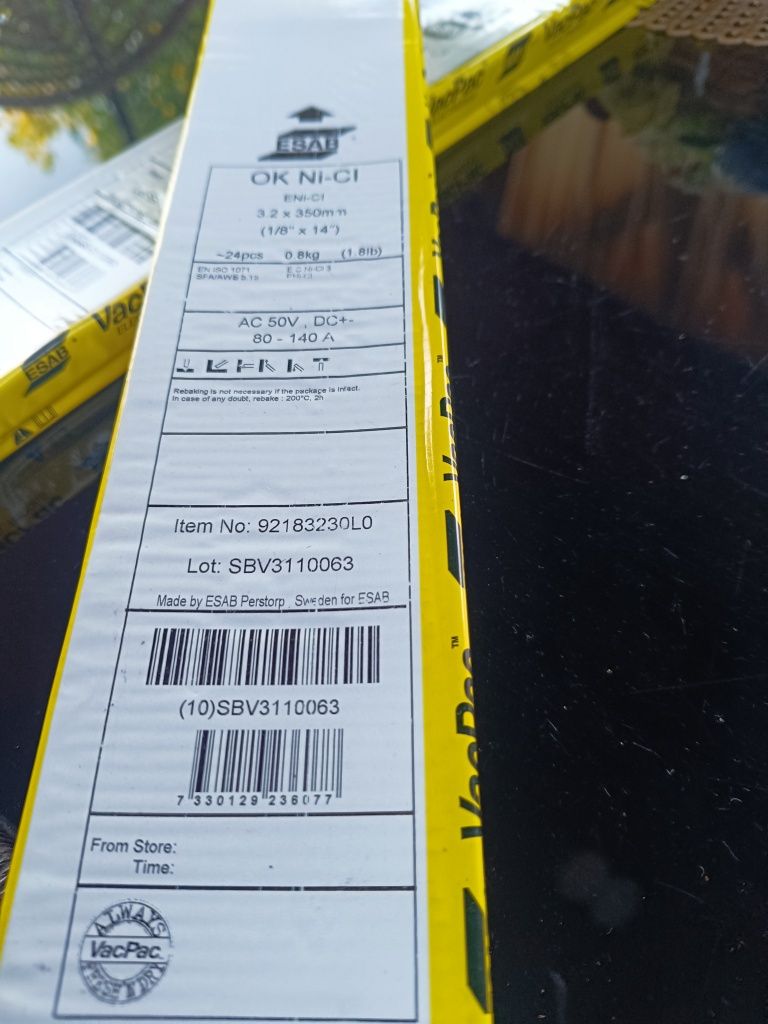 ESAB
OK Ni-CI
ENi-CI
3.2 x 350mm
(1/8" x 14")
~24pcs 0.8kg (1.8lb)
EN ISO 1071
SFA/AWS 5.15
AC 50V , DC+-
80 - 140 A
Rebaking is not necessary if the package is intact.
In case of any doubt, rebake : 200°C, 2h
Item No: 92183230L0
Lot: SBV3110063
Made by ESAB Perstorp , Sweden for ESAB
(10)SBV3110063
7 330129 236077
From Store:
Time:
ALWAYS
VacPac
FRESH & DRY
VacPac
ESAB
VacPac
VacPac™